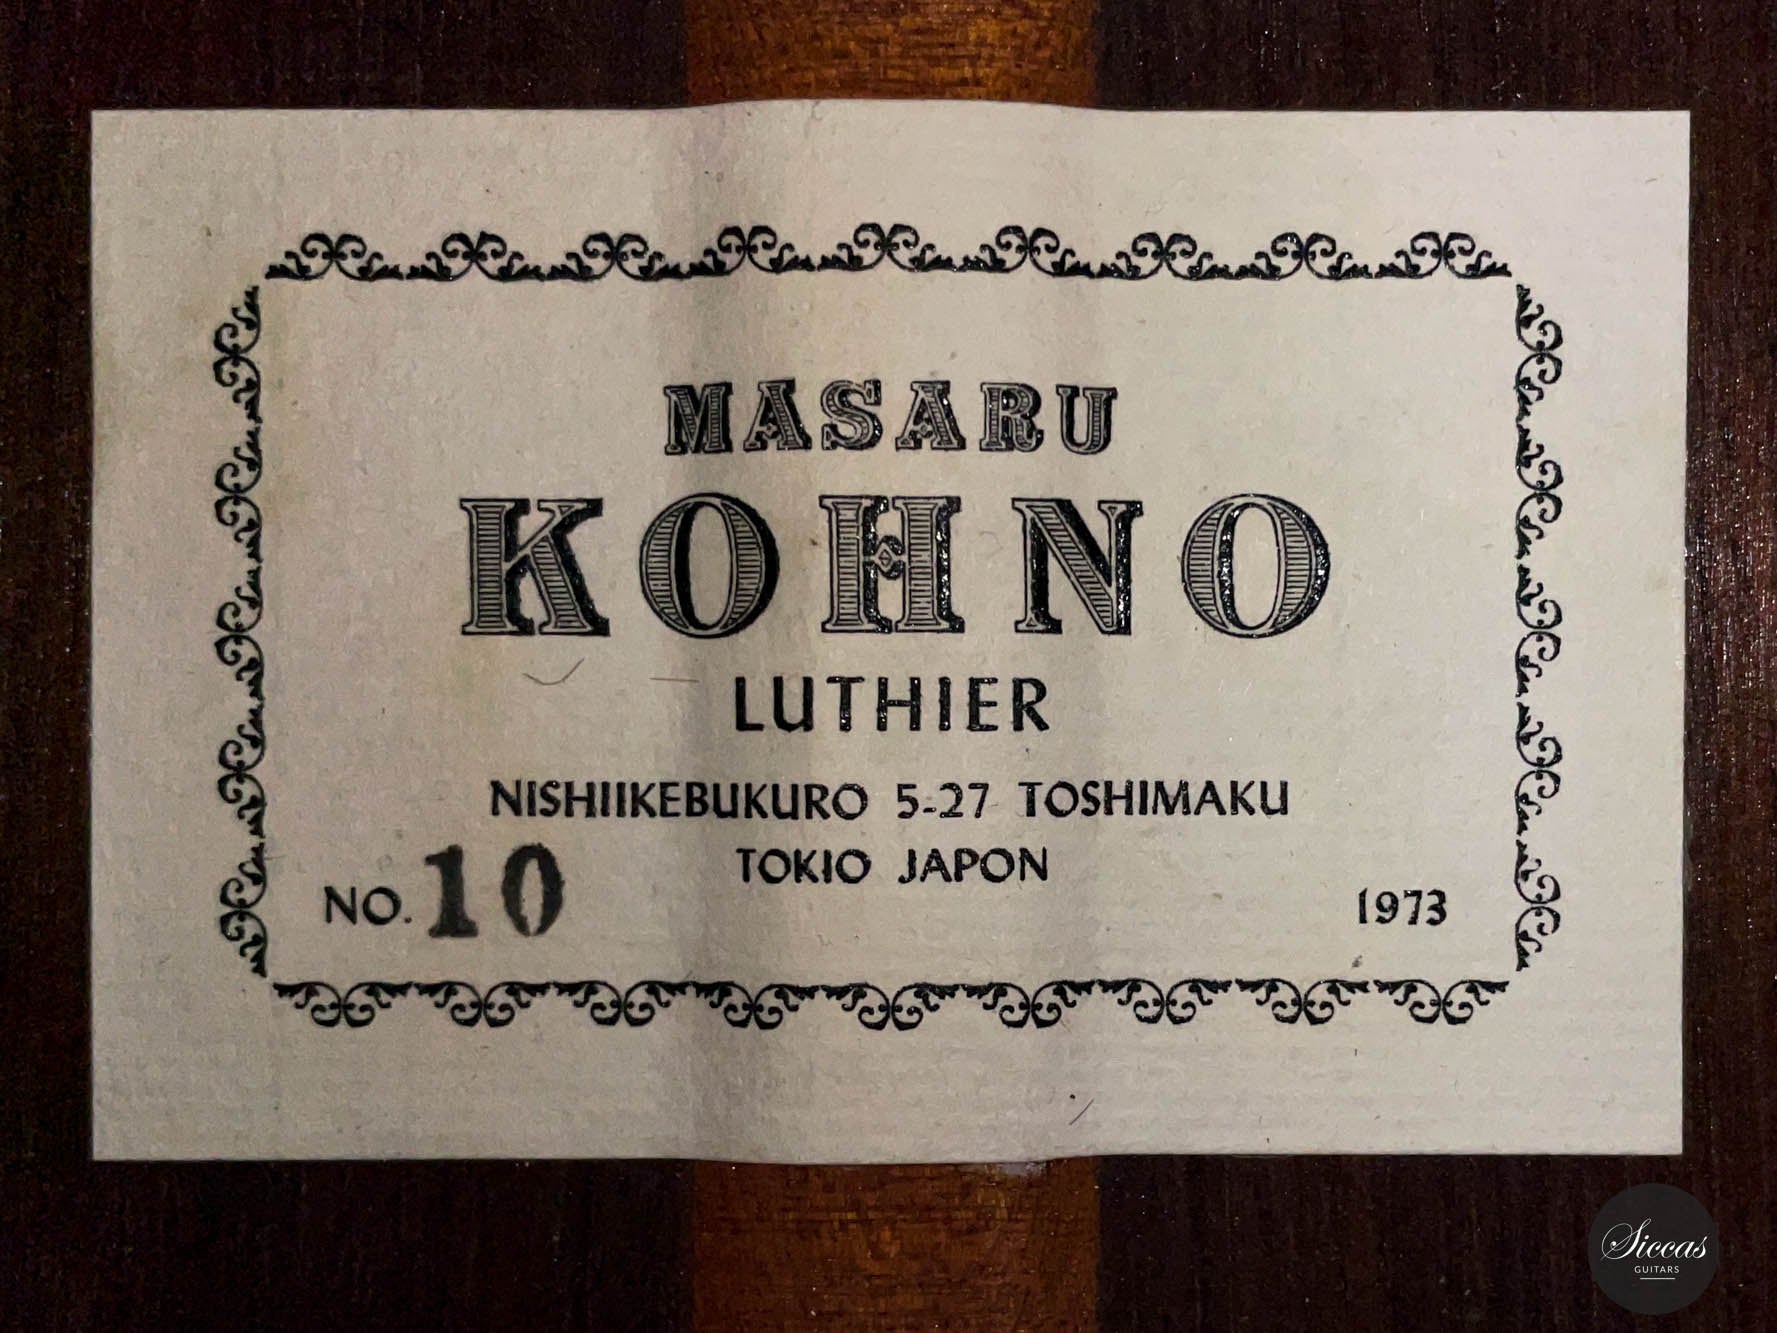 MASARU
KOHNO
LUTHIER
NISHIIKEBUKURO 5-27 TOSHIMAKU
TOKIO JAPON
NO. 10
1973
Siccas
GUITARS